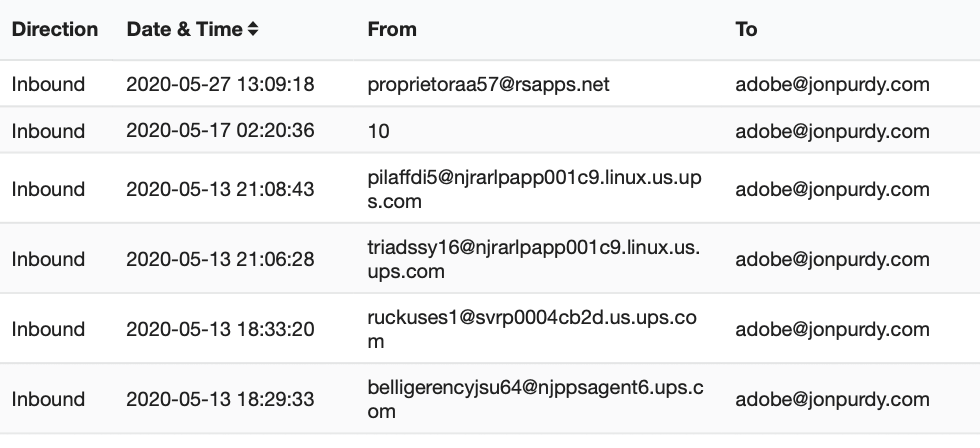 Direction Date & Time From To
Inbound 2020-05-27 13:09:18 proprietoraa57@rsapps.net adobe@jonpurdy.com
Inbound 2020-05-17 02:20:36 10 adobe@jonpurdy.com
Inbound 2020-05-13 21:08:43 pilaffdi5@njrarlpapp001c9.linux.us.up adobe@jonpurdy.com
s.com
Inbound 2020-05-13 21:06:28 triadssy16@njrarlpapp001c9.linux.us. adobe@jonpurdy.com
ups.com
Inbound 2020-05-13 18:33:20 ruckuses1@svrp0004cb2d.us.ups.co adobe@jonpurdy.com
m
Inbound 2020-05-13 18:29:33 belligerencyjsu64@njppsagent6.ups.c adobe@jonpurdy.com
om